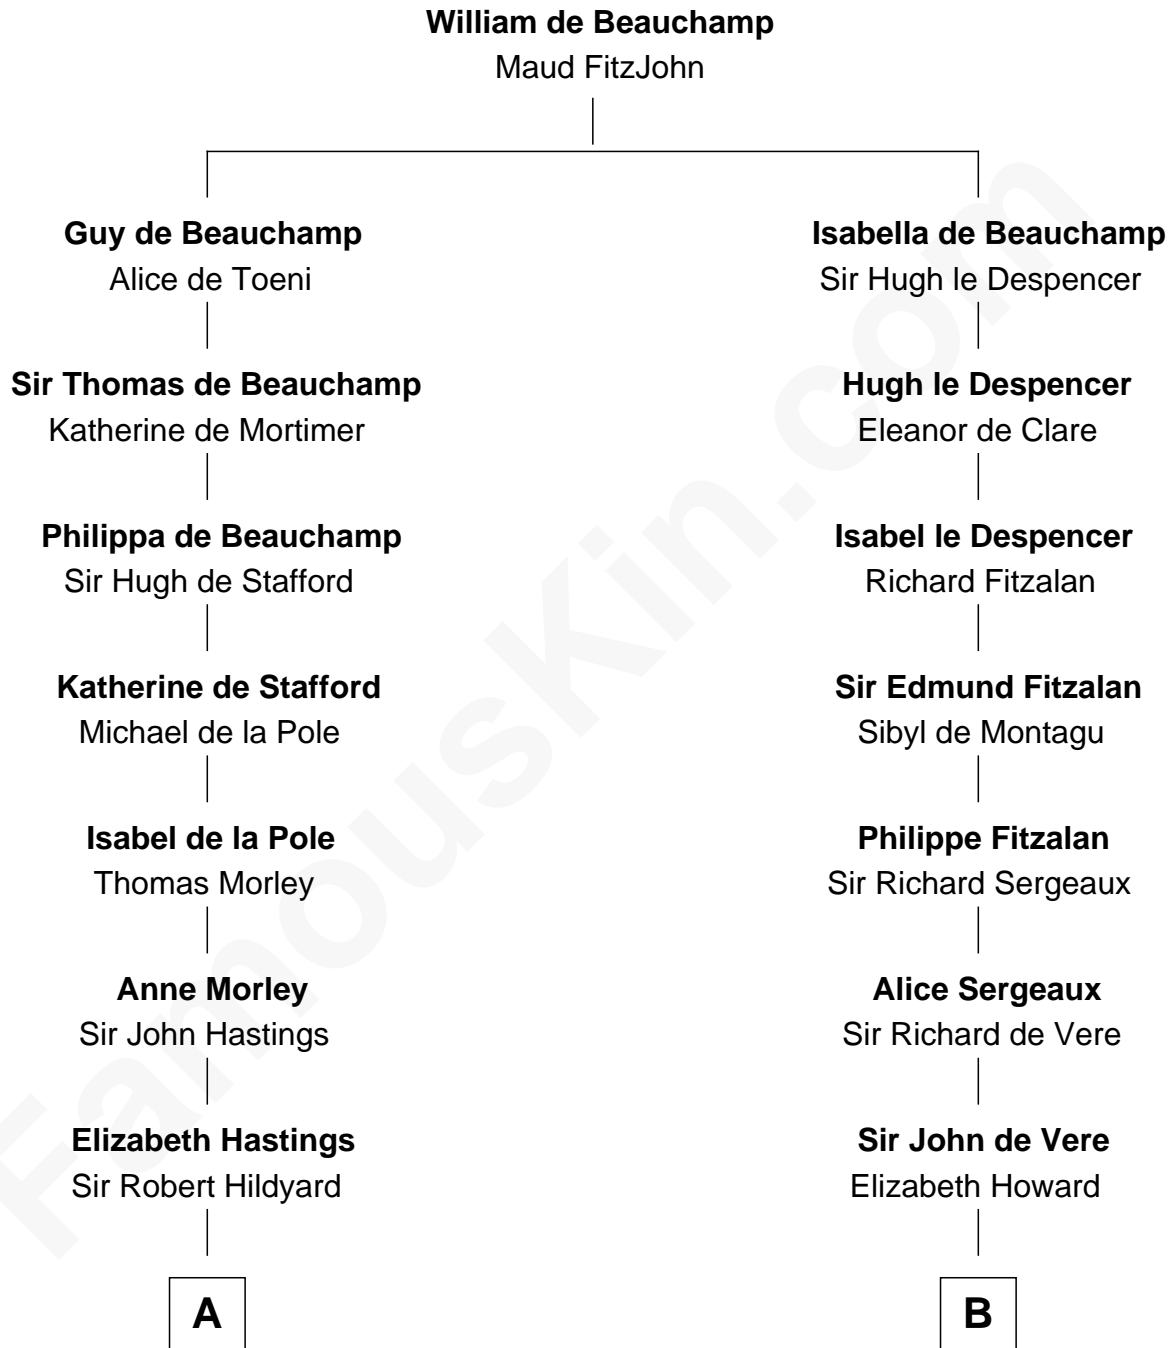 William de Beauchamp
Maud FitzJohn
Guy de Beauchamp
Alice de Toeni
Sir Thomas de Beauchamp
Katherine de Mortimer
Philippa de Beauchamp
Sir Hugh de Stafford
Katherine de Stafford
Michael de la Pole
Isabel de la Pole
Thomas Morley
Anne Morley
Sir John Hastings
Elizabeth Hastings
Sir Robert Hildyard
A
Isabella de Beauchamp
Sir Hugh le Despencer
Hugh le Despencer
Eleanor de Clare
Isabel le Despencer
Richard Fitzalan
Sir Edmund Fitzalan
Sibyl de Montagu
Philippe Fitzalan
Sir Richard Sergeaux
Alice Sergeaux
Sir Richard de Vere
Sir John de Vere
Elizabeth Howard
B
FamousKin.com